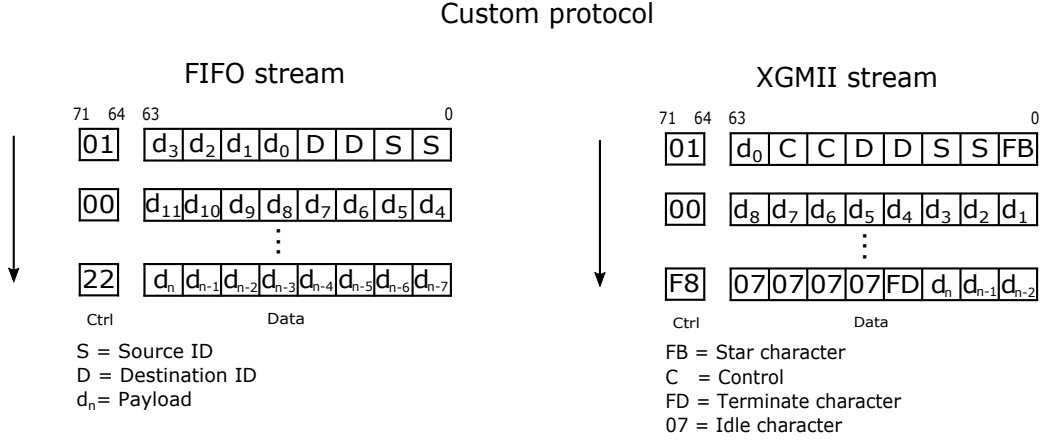 Custom protocol
FIFO stream
71 64 63 0
01 d₃ d₂ d₁ d₀ D D S S
00 d₁₁ d₁₀ d₉ d₈ d₇ d₆ d₅ d₄
⋮
22 dₙ dₙ₋₁ dₙ₋₂ dₙ₋₃ dₙ₋₄ dₙ₋₅ dₙ₋₆ dₙ₋₇
Ctrl Data
S = Source ID
D = Destination ID
dₙ= Payload
XGMII stream
71 64 63 0
01 d₀ C C D D S S FB
00 d₈ d₇ d₆ d₅ d₄ d₃ d₂ d₁
⋮
F8 07 07 07 07 FD dₙ dₙ₋₁ dₙ₋₂
Ctrl Data
FB = Star character
C = Control
FD = Terminate character
07 = Idle character